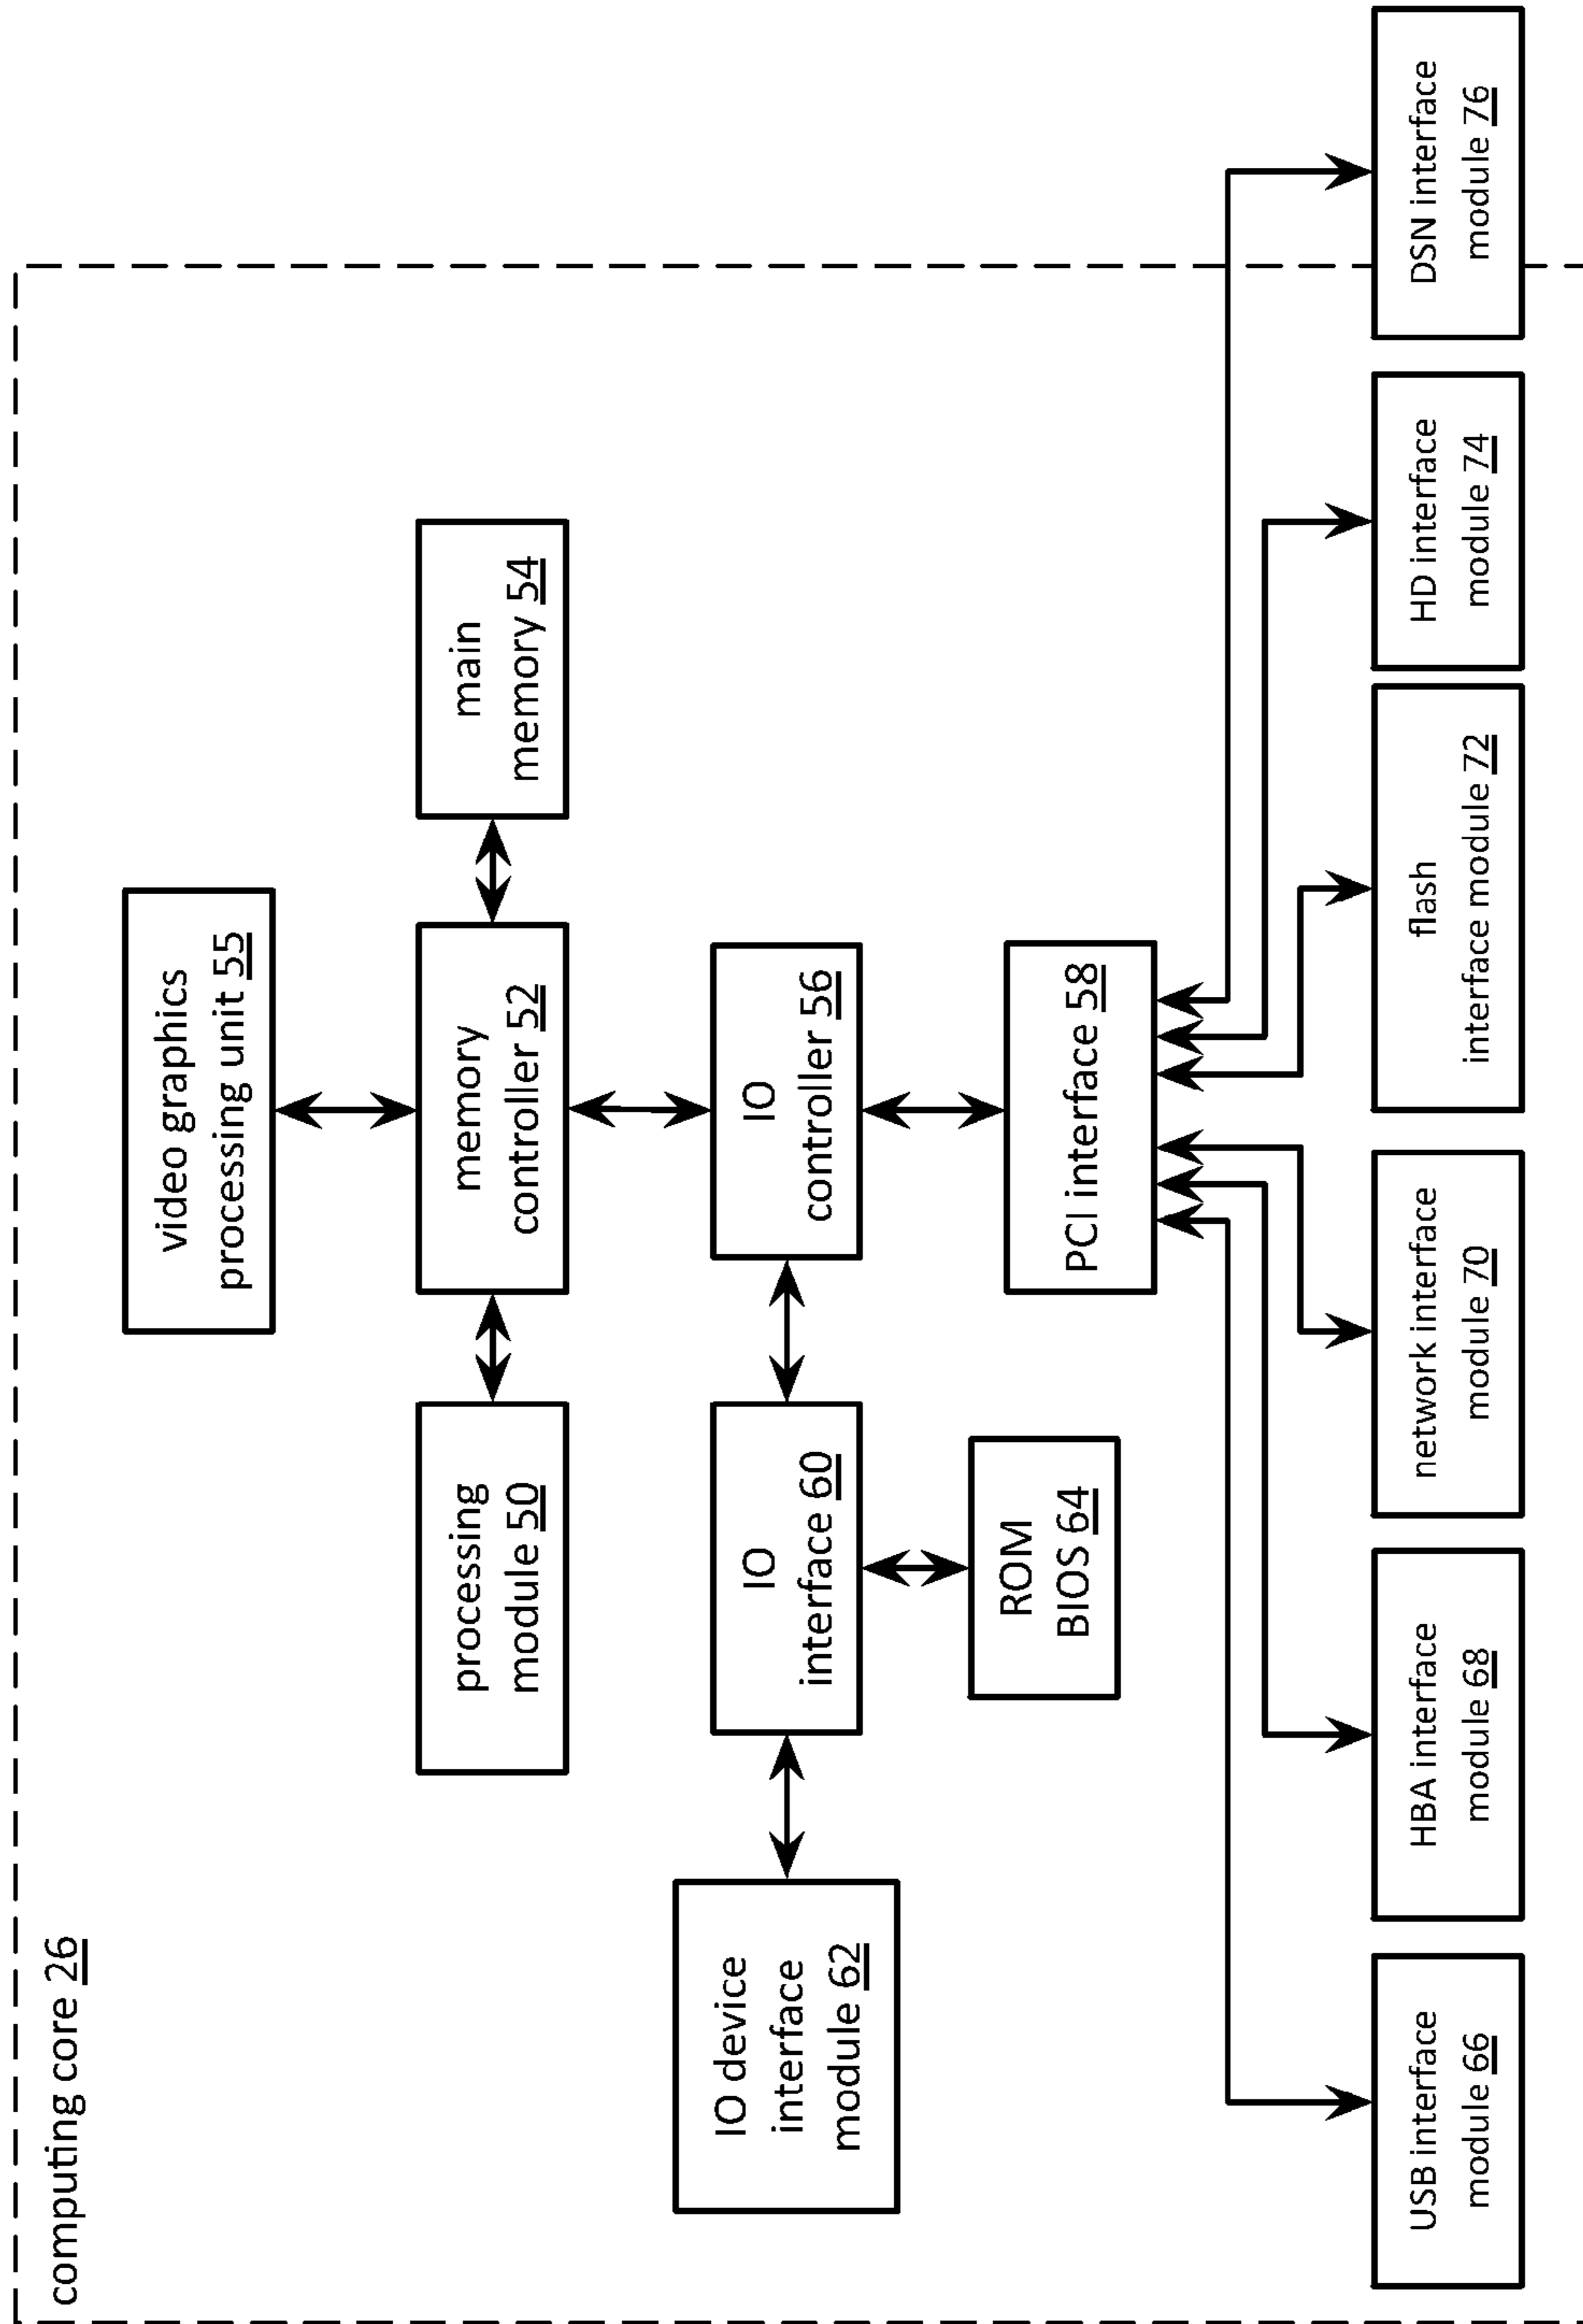 computing core 26
video graphics
processing unit 55
processing
module 50
memory
controller 52
main
memory 54
IO device
interface
module 62
IO
interface 60
IO
controller 56
ROM
BIOS 64
PCI interface 58
USB interface
module 66
HBA interface
module 68
network interface
module 70
flash
interface module 72
HD interface
module 74
DSN interface
module 76